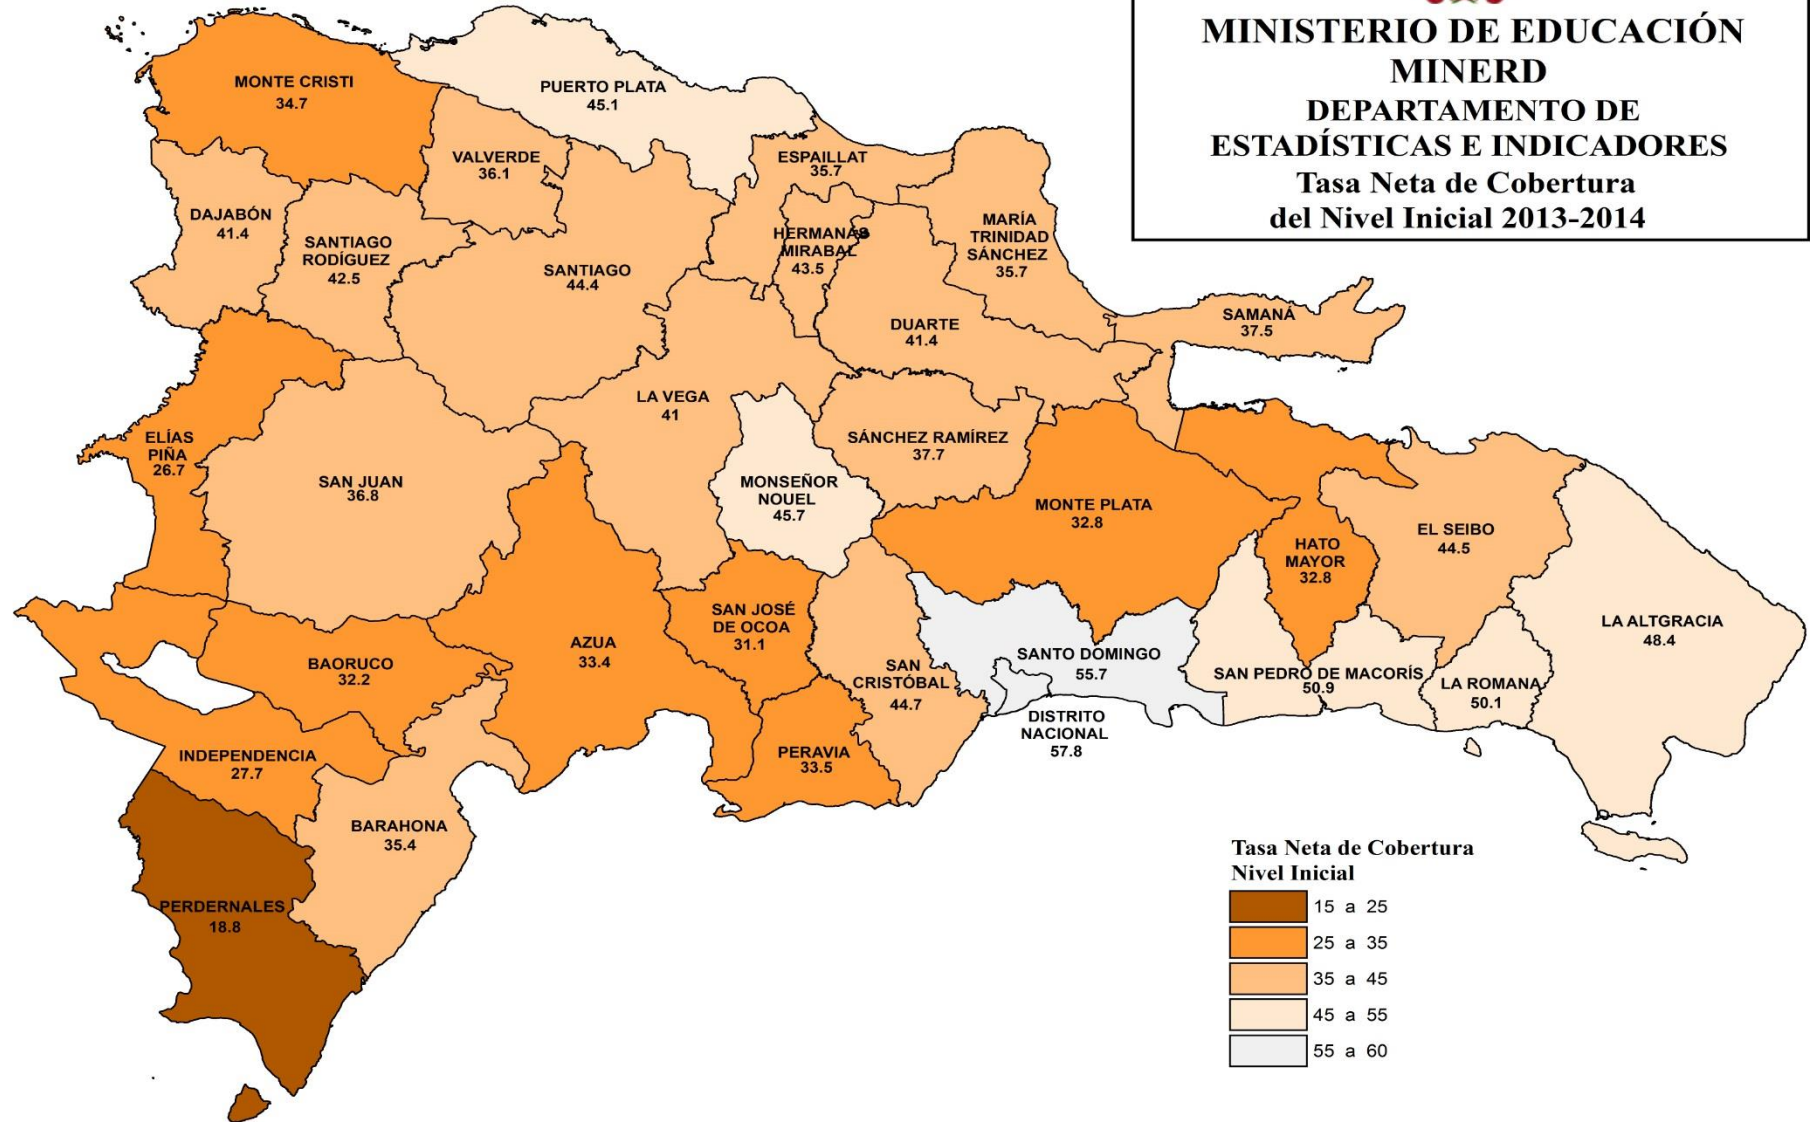 MINISTERIO DE EDUCACIÓN
MINERD
DEPARTAMENTO DE
ESTADÍSTICAS E INDICADORES
Tasa Neta de Cobertura
del Nivel Inicial 2013-2014
MONTE CRISTI
34.7
PUERTO PLATA
45.1
VALVERDE
36.1
ESPAILLAT
35.7
DAJABÓN
41.4
SANTIAGO
RODÍGUEZ
42.5
SANTIAGO
44.4
HERMANAS
MIRABAL
43.5
MARÍA
TRINIDAD
SÁNCHEZ
35.7
DUARTE
41.4
SAMANÁ
37.5
LA VEGA
41
ELÍAS
PIÑA
26.7
SAN JUAN
36.8
SÁNCHEZ RAMÍREZ
37.7
MONSEÑOR
NOUEL
45.7
MONTE PLATA
32.8
HATO
MAYOR
32.8
EL SEIBO
44.5
LA ALTGRACIA
48.4
SAN JOSÉ
DE OCOA
31.1
AZUA
33.4
BAORUCO
32.2
SAN
CRISTÓBAL
44.7
SANTO DOMINGO
55.7
SAN PEDRO DE MACORÍS
50.9
LA ROMANA
50.1
DISTRITO
NACIONAL
57.8
INDEPENDENCIA
27.7
PERAVIA
33.5
BARAHONA
35.4
PERDERNALES
18.8
Tasa Neta de Cobertura
Nivel Inicial
15 a 25
25 a 35
35 a 45
45 a 55
55 a 60